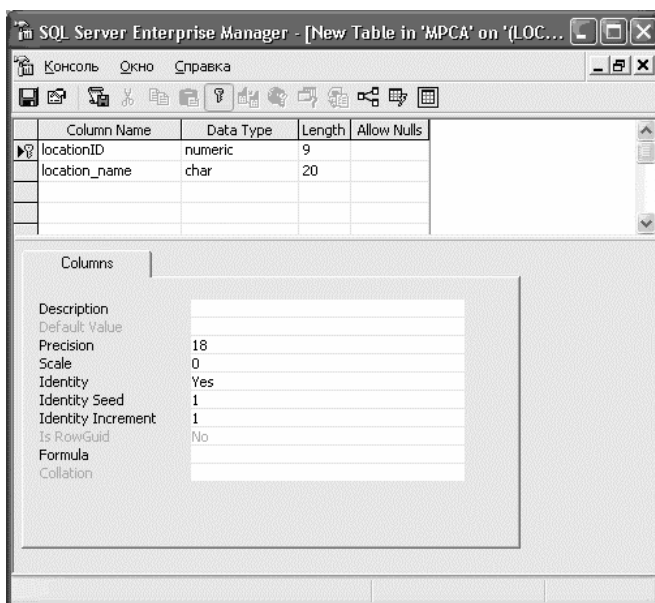 SQL Server Enterprise Manager - [New Table in 'MPCA' on '(LOC...
Консоль Окно Справка
Column Name Data Type Length Allow Nulls
locationID numeric 9
location_name char 20
Columns
Description
Default Value
Precision 18
Scale 0
Identity Yes
Identity Seed 1
Identity Increment 1
Is RowGuid No
Formula
Collation